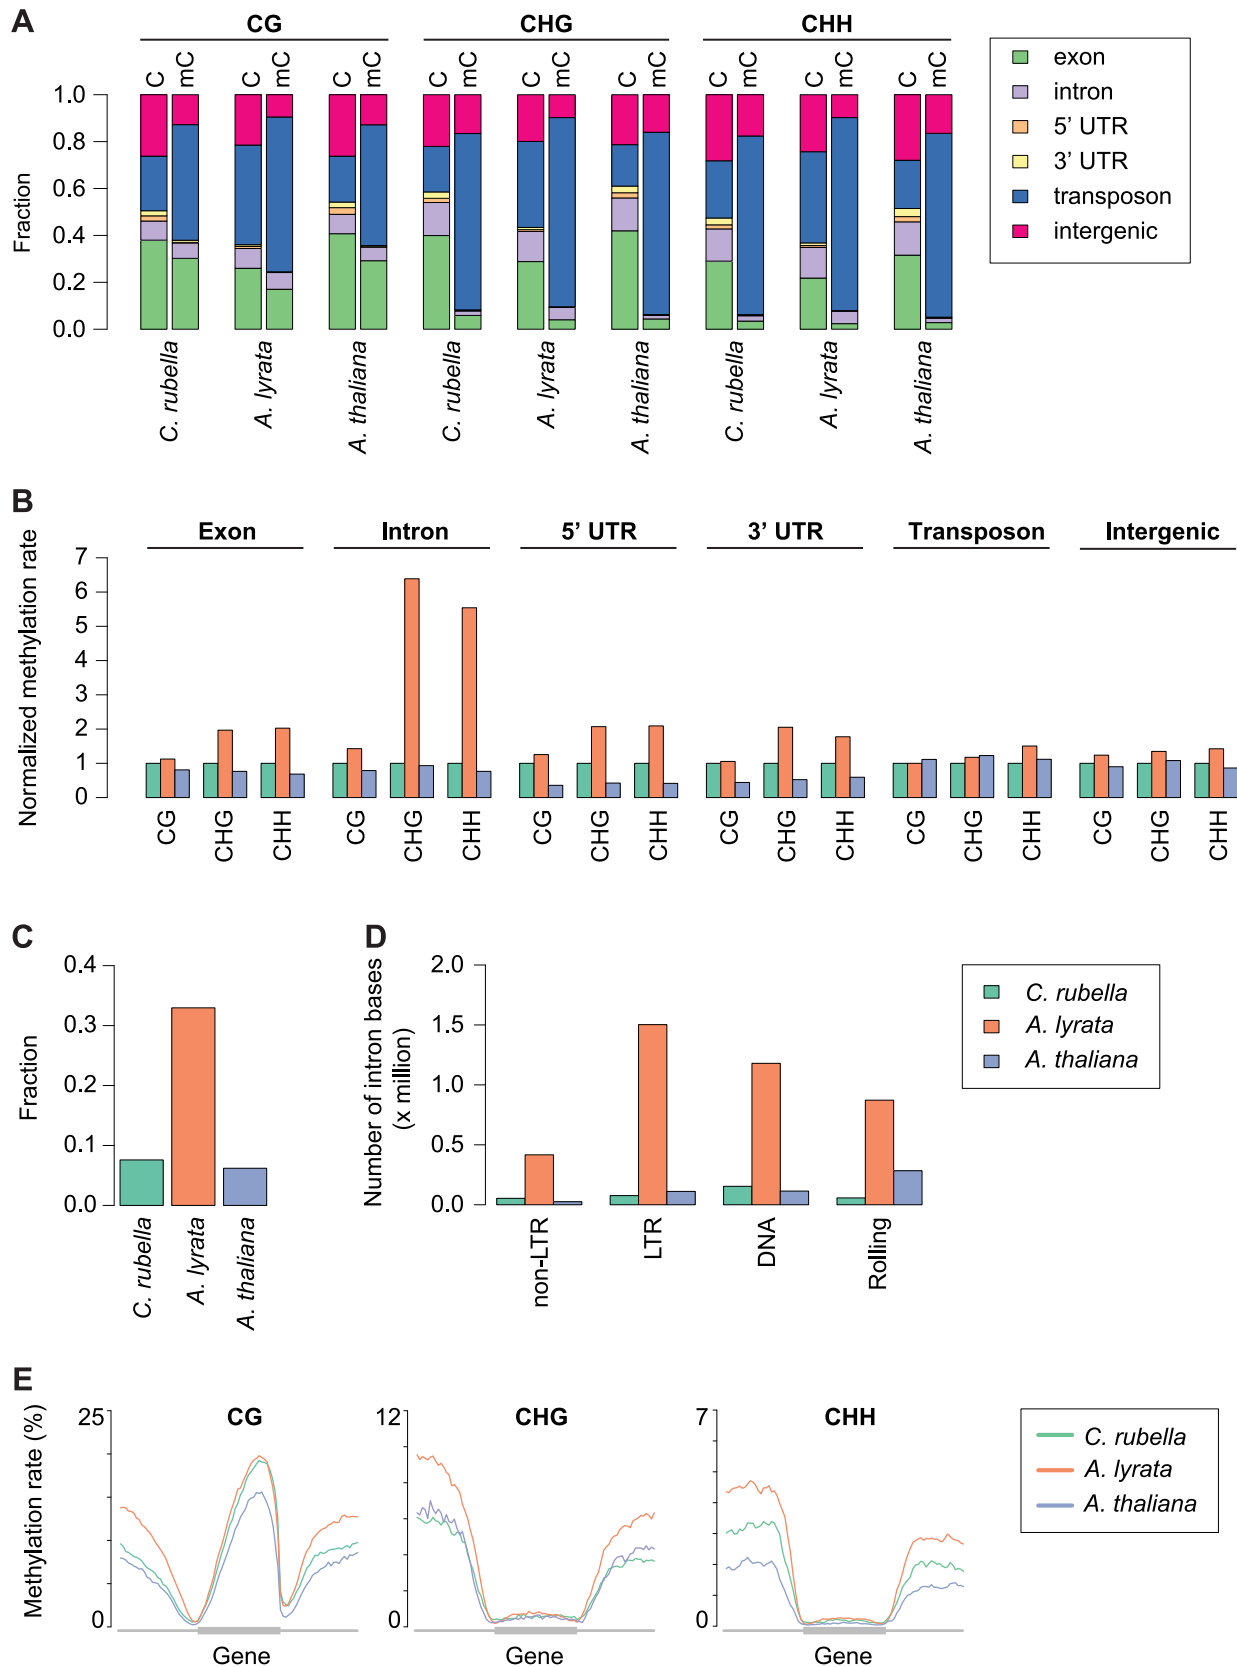 A
CG CHG CHH
C mC C mC C mC C mC C mC C mC C mC C mC C mC
Fraction
1.0
0.8
0.6
0.4
0.2
0.0
C. rubella A. lyrata A. thaliana C. rubella A. lyrata A. thaliana C. rubella A. lyrata A. thaliana
exon
intron
5' UTR
3' UTR
transposon
intergenic
B
Exon Intron 5’ UTR 3’ UTR Transposon Intergenic
Normalized methylation rate
7
6
5
4
3
2
1
0
CG CHG CHH CG CHG CHH CG CHG CHH CG CHG CHH CG CHG CHH CG CHG CHH
C
Fraction
0.4
0.3
0.2
0.1
0.0
C. rubella A. lyrata A. thaliana
D
Number of intron bases
(x million)
2.0
1.5
1.0
0.5
0.0
non-LTR LTR DNA Rolling
C. rubella
A. lyrata
A. thaliana
E
Methylation rate (%)
25 CG 12 CHG 7 CHH
0 0 0
Gene Gene Gene
C. rubella
A. lyrata
A. thaliana